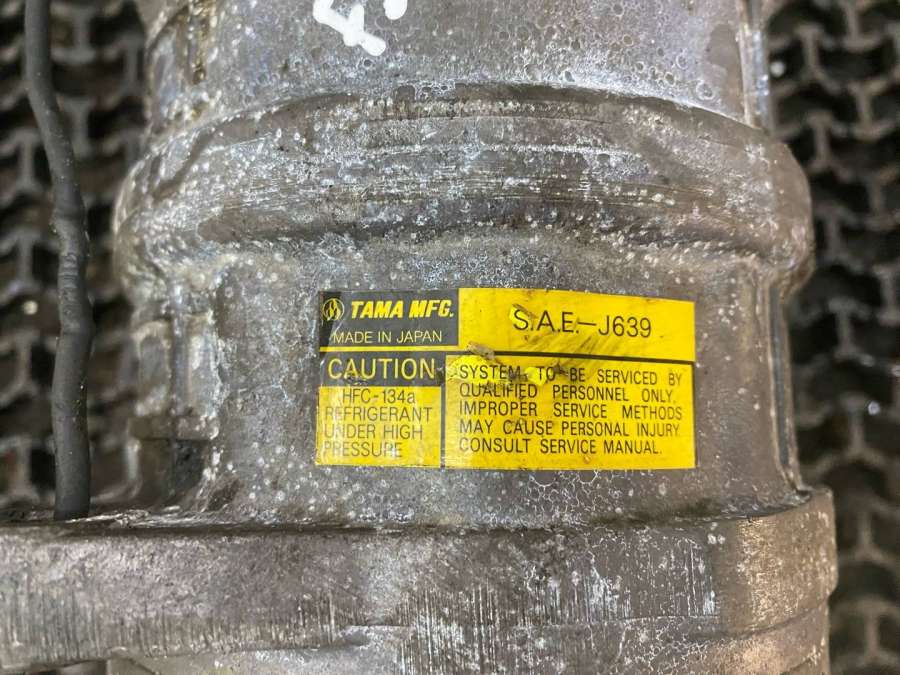 TAMA MFG.
MADE IN JAPAN
S.A.E.-J639
CAUTION
HFC-134a
REFRIGERANT
UNDER HIGH
PRESSURE
SYSTEM TO BE SERVICED BY
QUALIFIED PERSONNEL ONLY.
IMPROPER SERVICE METHODS
MAY CAUSE PERSONAL INJURY.
CONSULT SERVICE MANUAL.